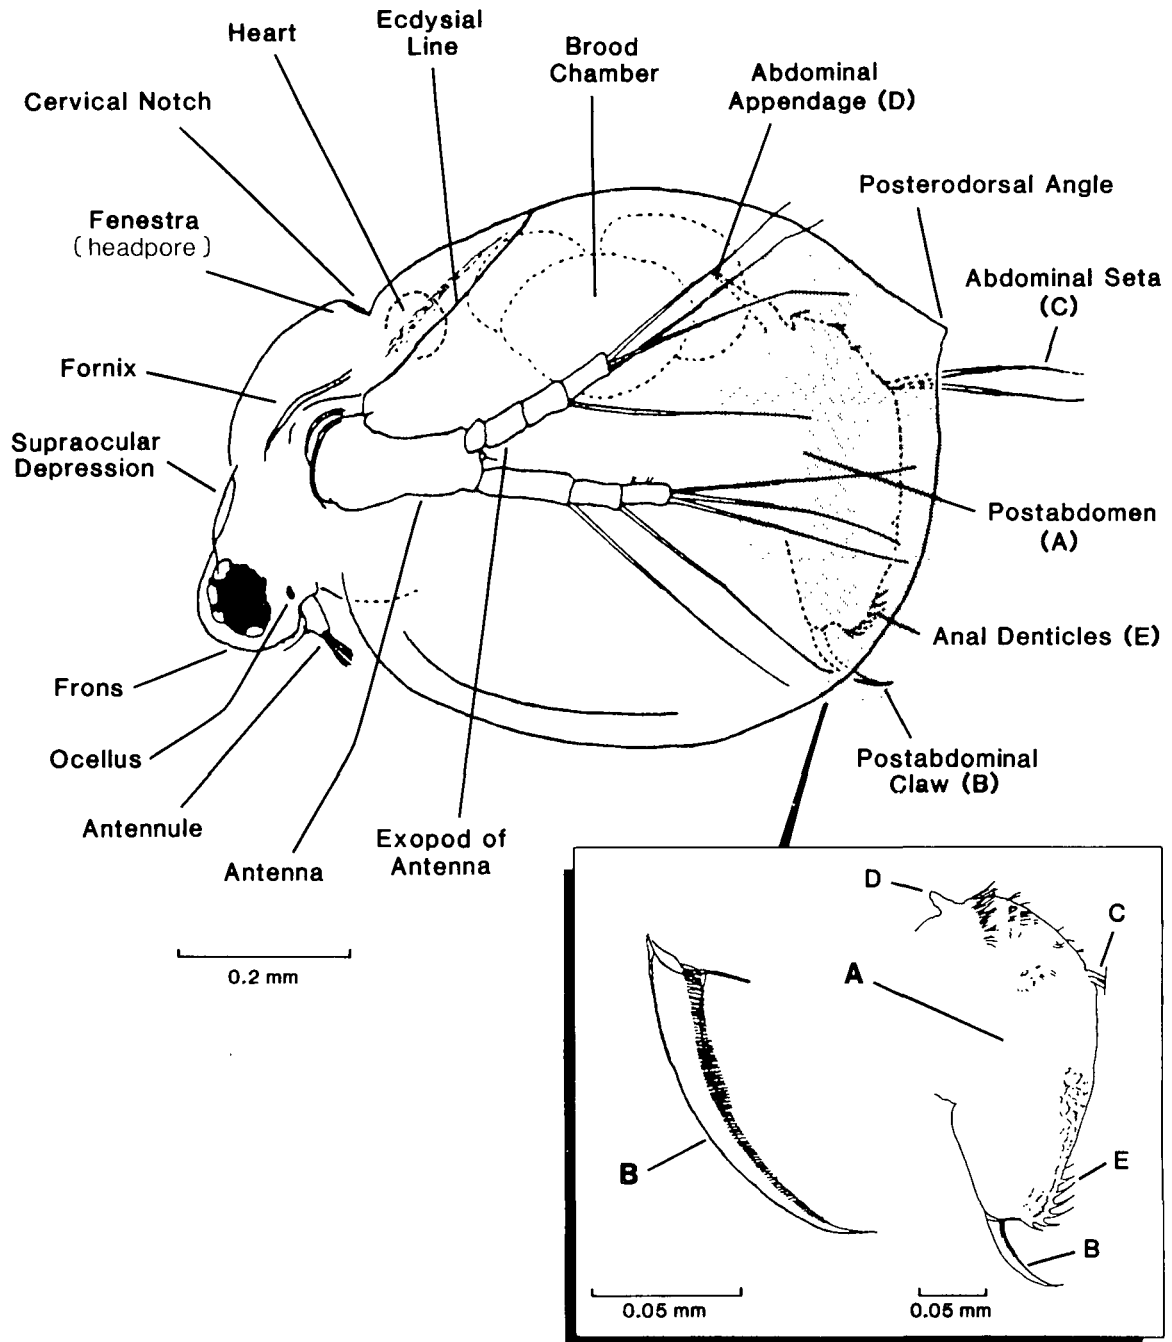 Heart
Ecdysial
Line
Brood
Chamber
Abdominal
Appendage (D)
Cervical Notch
Posterodorsal Angle
Fenestra
(headpore)
Abdominal Seta
(C)
Fornix
Supraocular
Depression
Postabdomen
(A)
Anal Denticles (E)
Frons
Ocellus
Postabdominal
Claw (B)
Antennule
Exopod of
Antenna
Antenna
0.2 mm
D
C
A
B
E
B
0.05 mm
0.05 mm